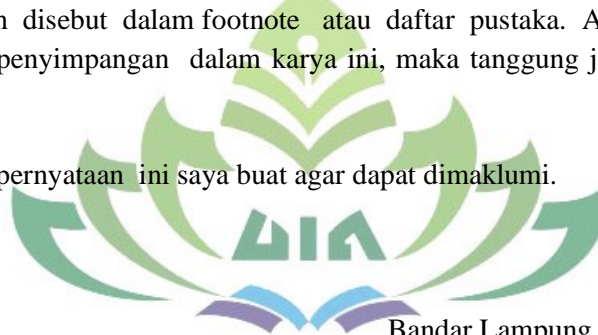 n disebut dalam footnote atau daftar pustaka. A
penyimpangan dalam karya ini, maka tanggung j
pernyataan ini saya buat agar dapat dimaklumi.
UIN
Bandar Lampung,